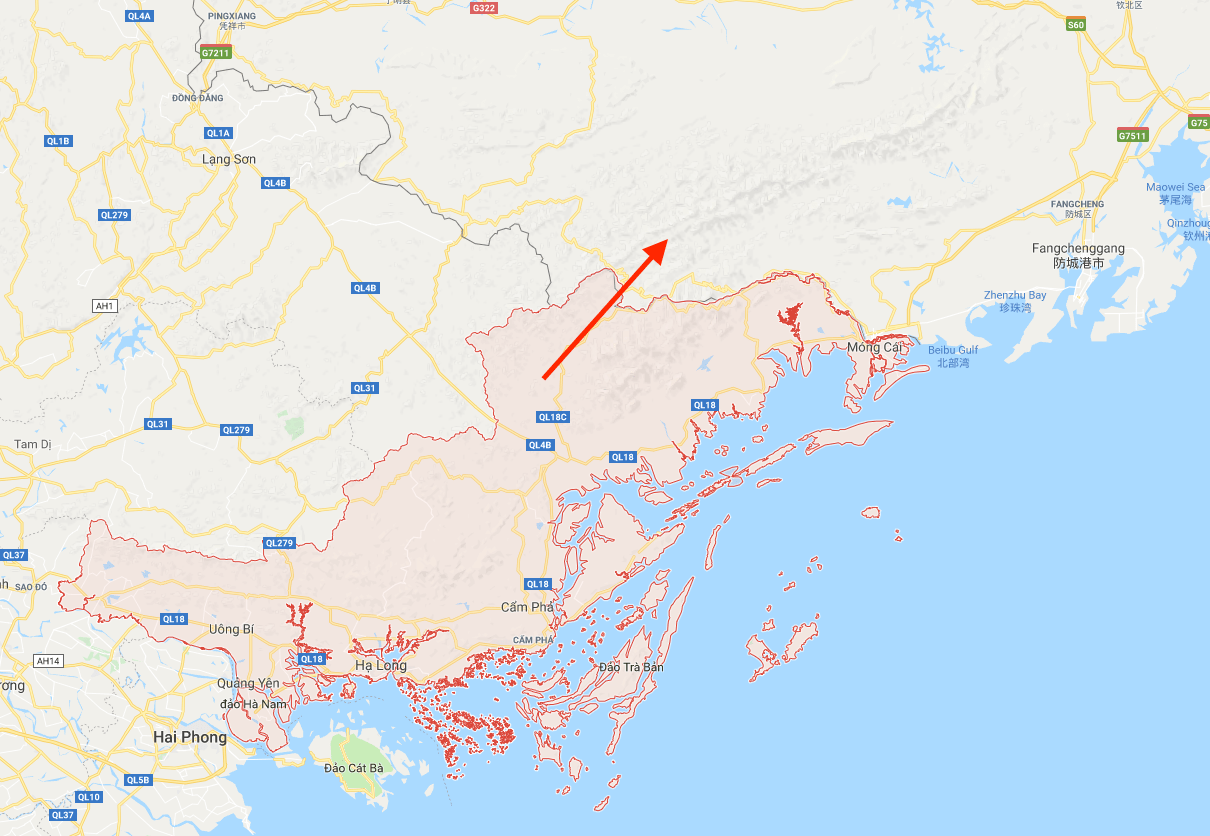 QL4A
PINGXIANG
凭祥市
G322
钦北区
S60
G7211
ĐỒNG ĐĂNG
QL1A
QL1B
Lạng Sơn
QL4B
G7511
G75
QL279
Maowei Sea
茅尾海
FANGCHENG
防城区
Fangchenggang
防城港市
QL4B
AH1
Zhenzhu Bay
珍珠湾
Móng Cái
Beibu Gulf
北部湾
QL31
QL18C
QL18
QL31
QL279
Tam Dị
QL4B
QL18
QL279
QL37
SAO ĐỎ
QL18
Cẩm Phả
QL18
Uông Bí
CẨM PHẢ
AH14
QL18
Hạ Long
Đảo Trà Bản
Quảng Yên
đảo Hà Nam
Hai Phong
Đảo Cát Bà
QL5B
QL10
QL37